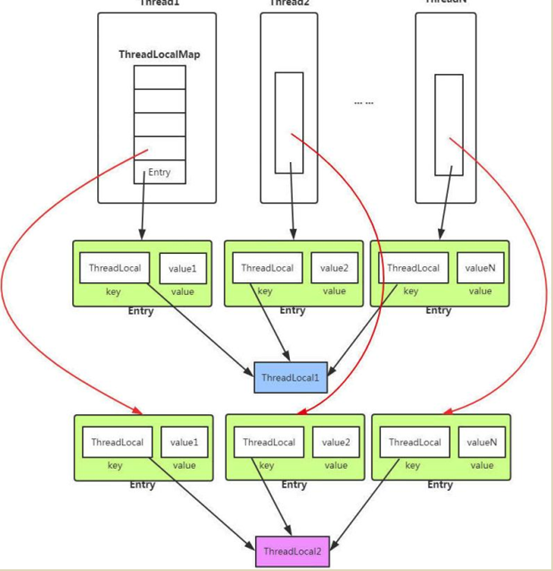 Thread1
Thread2
ThreadN
ThreadLocalMap
... ...
Entry
ThreadLocal
value1
key
value
Entry
ThreadLocal
value2
key
value
Entry
ThreadLocal
valueN
key
value
Entry
ThreadLocal1
ThreadLocal
value1
key
value
Entry
ThreadLocal
value2
key
value
Entry
ThreadLocal
valueN
key
value
Entry
ThreadLocal2